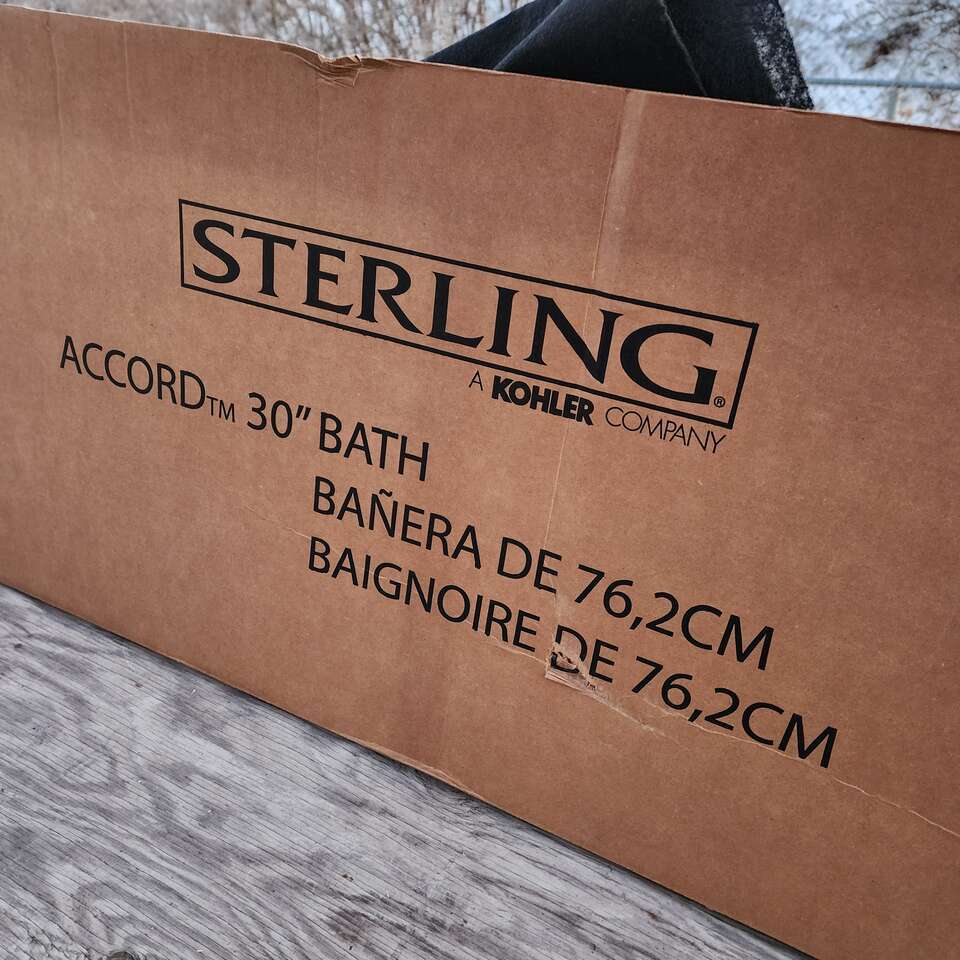 STERLING®
A KOHLER COMPANY
ACCORD™ 30" BATH
BAÑERA DE 76,2CM
BAIGNOIRE DE 76,2CM